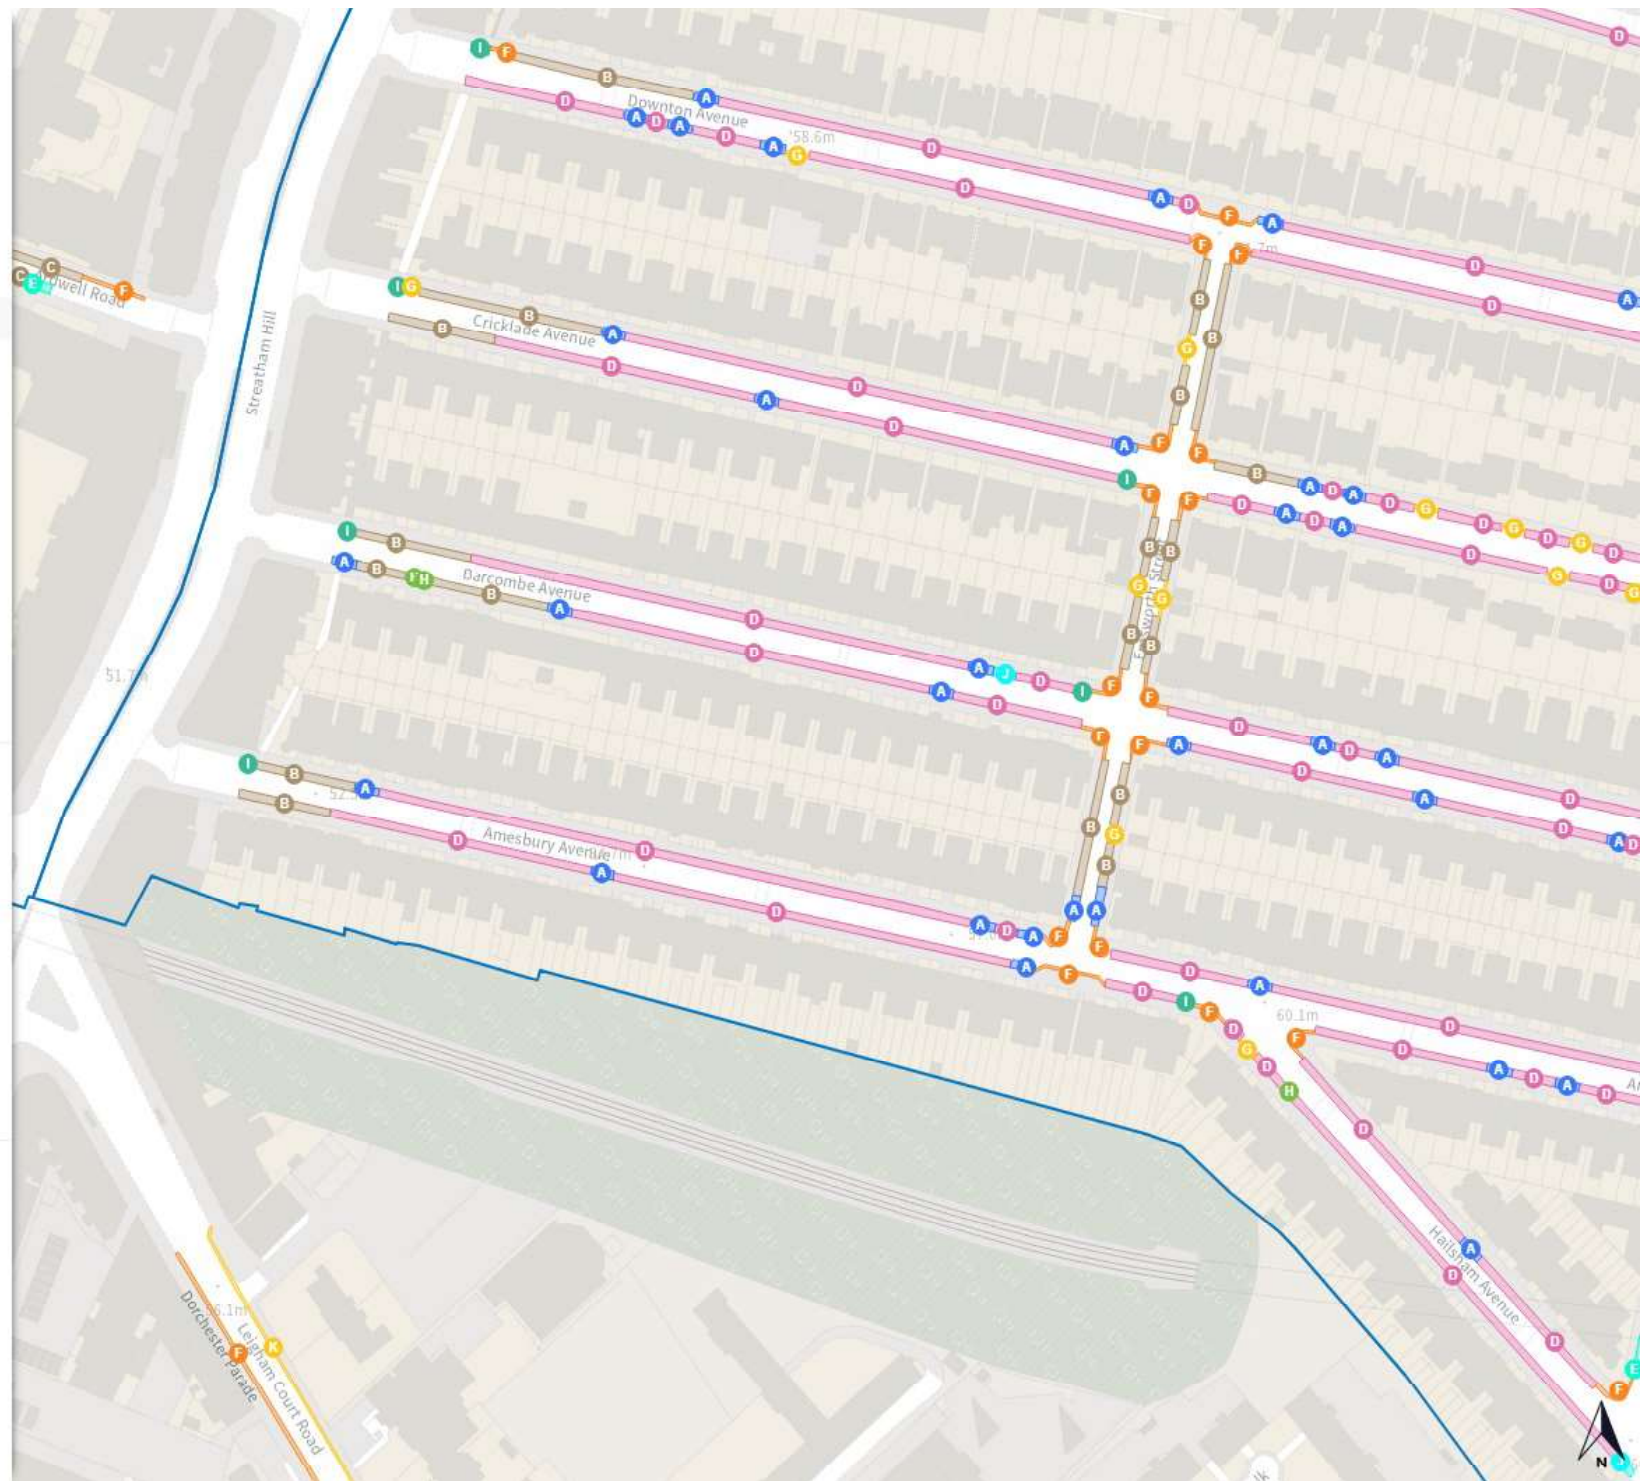 D
I F B A
D Downton Avenue
A D A D A G 58.6m
D
D
A D F A
F F 7m
D
D
A
C C E F
B B
G B
B
I G B A
B Cricklade Avenue
D
A
D
D
A F F
I
B A D A D G D G D G D
F F D A D A D G D G
Streatham Hill
B B
G G
B B
I B
A B H B A
Darcombe Avenue
D
D
A J D I F F
A D
D A D A D
F F A D A D A D
51.7m
B B
G
B
A A
I B A
B
D
Amesbury Avenue
D
A
D
A D A F F
A F D I F
D A D
60.1m
F D A D A D
D G D H
D
A
D
Hailsham Avenue
D
F
E
Dorchester Parade
F
K
Leigham Court Road
N